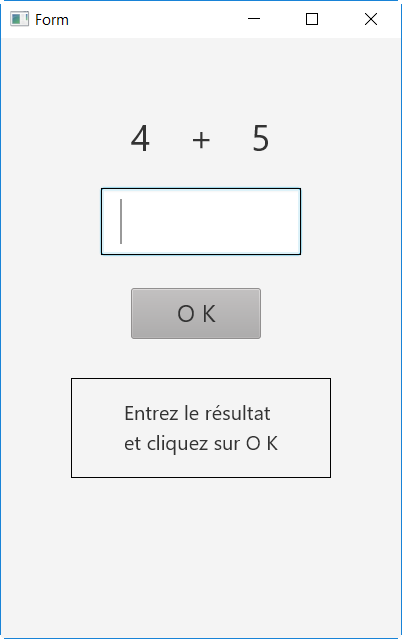 Form
4 + 5
O K
Entrez le résultat
et cliquez sur O K